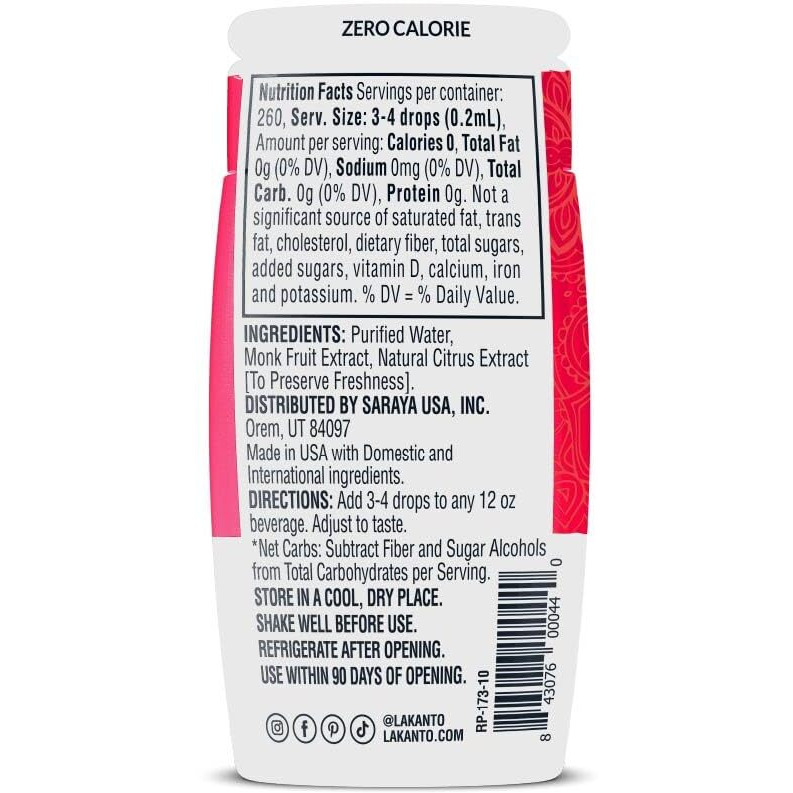 ZERO CALORIE
Nutrition Facts Servings per container:
260, Serv. Size: 3-4 drops (0.2mL),
Amount per serving: Calories 0, Total Fat
0g (0% DV), Sodium 0mg (0% DV), Total
Carb. 0g (0% DV), Protein 0g. Not a
significant source of saturated fat, trans
fat, cholesterol, dietary fiber, total sugars,
added sugars, vitamin D, calcium, iron
and potassium. % DV = % Daily Value.
INGREDIENTS: Purified Water,
Monk Fruit Extract, Natural Citrus Extract
[To Preserve Freshness].
DISTRIBUTED BY SARAYA USA, INC.
Orem, UT 84097
Made in USA with Domestic and
International ingredients.
DIRECTIONS: Add 3-4 drops to any 12 oz
beverage. Adjust to taste.
*Net Carbs: Subtract Fiber and Sugar Alcohols
from Total Carbohydrates per Serving.
STORE IN A COOL, DRY PLACE.
SHAKE WELL BEFORE USE.
REFRIGERATE AFTER OPENING.
USE WITHIN 90 DAYS OF OPENING.
RP-173-10
8 43076 00044 0
@LAKANTO
LAKANTO.COM